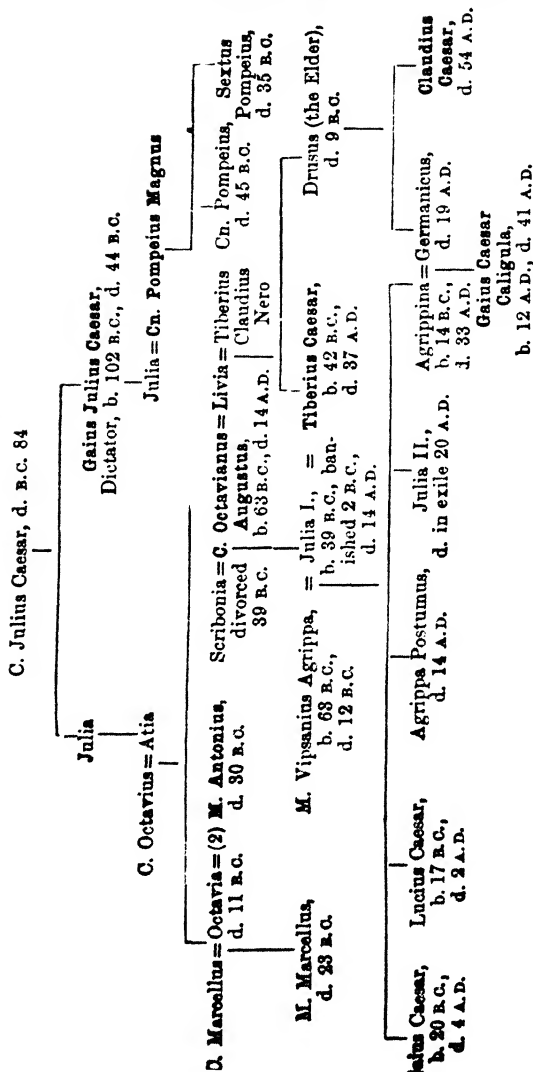 C. Julius Caesar, d. B.C. 84
Julia
Gaius Julius Caesar,
Dictator, b. 102 B.C., d. 44 B.C.
C. Octavius = Atia
Julia = Cn. Pompeius Magnus
D. Marcellus = Octavia = (2) M. Antonius,
d. 11 B.C. d. 30 B.C.
Scribonia = C. Octavianus = Livia = Tiberius
divorced Augustus, Claudius
39 B.C. b. 63 B.C., d. 14 A.D. Nero
Cn. Pompeius,
d. 45 B.C.
Sextus
Pompeius,
d. 35 B.C.
M. Marcellus,
d. 23 B.C.
M. Vipsanius Agrippa, = Julia I., = Tiberius Caesar,
b. 63 B.C., b. 39 B.C., ban- b. 42 B.C.,
d. 12 B.C. ished 2 B.C., d. 37 A.D.
d. 14 A.D.
Drusus (the Elder),
d. 9 B.C.
aius Caesar,
b. 20 B.C.,
d. 4 A.D.
Lucius Caesar,
b. 17 B.C.,
d. 2 A.D.
Agrippa Postumus,
d. 14 A.D.
Julia II.,
d. in exile 20 A.D.
Agrippina = Germanicus,
b. 14 B.C., d. 19 A.D.
d. 33 A.D.
Gaius Caesar
Caligula,
b. 12 A.D., d. 41 A.D.
Claudius
Caesar,
d. 54 A.D.